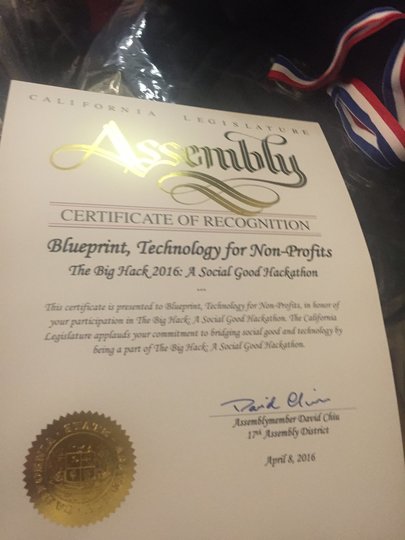 CALIFORNIA LEGISLATURE
Assembly
CERTIFICATE OF RECOGNITION
Blueprint, Technology for Non-Profits
The Big Hack 2016: A Social Good Hackathon
---
This certificate is presented to Blueprint, Technology for Non-Profits, in honor of
your participation in The Big Hack: A Social Good Hackathon. The California
Legislature applauds your commitment to bridging social good and technology by
being a part of The Big Hack: A Social Good Hackathon.
David Chiu
Assemblymember David Chiu
17th Assembly District
April 8, 2016